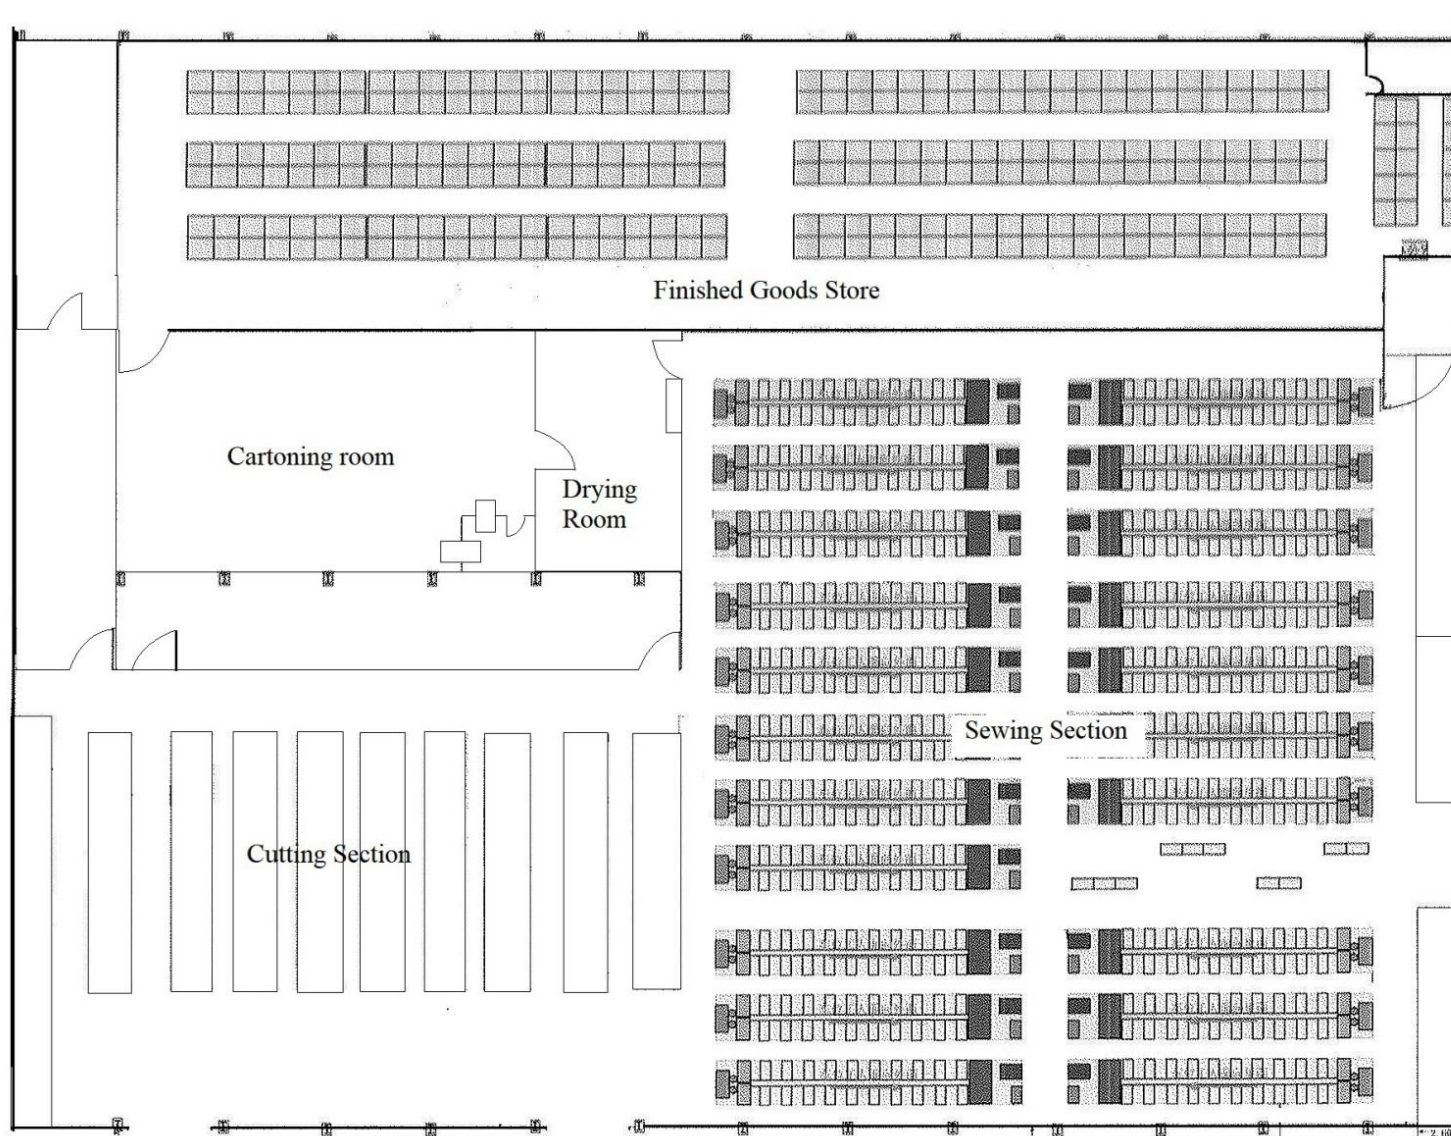 Finished Goods Store
Cartoning room
Drying
Room
Sewing Section
Cutting Section